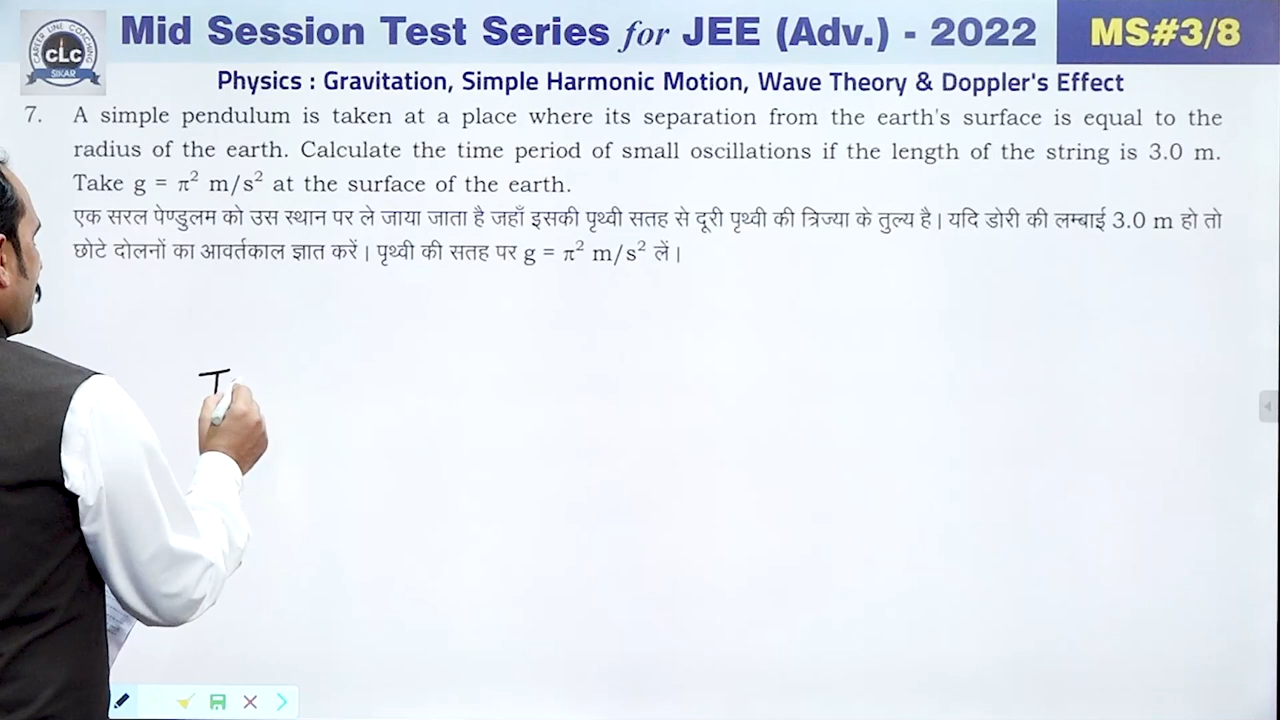 CAREER LINE COACHING
CLC
SIKAR
Mid Session Test Series for JEE (Adv.) - 2022
MS#3/8
Physics : Gravitation, Simple Harmonic Motion, Wave Theory & Doppler's Effect
7. A simple pendulum is taken at a place where its separation from the earth's surface is equal to the
radius of the earth. Calculate the time period of small oscillations if the length of the string is 3.0 m.
Take g = π² m/s² at the surface of the earth.
एक सरल पेण्डुलम को उस स्थान पर ले जाया जाता है जहाँ इसकी पृथ्वी सतह से दूरी पृथ्वी की त्रिज्या के तुल्य है। यदि डोरी की लम्बाई 3.0 m हो तो
छोटे दोलनों का आवर्तकाल ज्ञात करें। पृथ्वी की सतह पर g = π² m/s² लें।
T